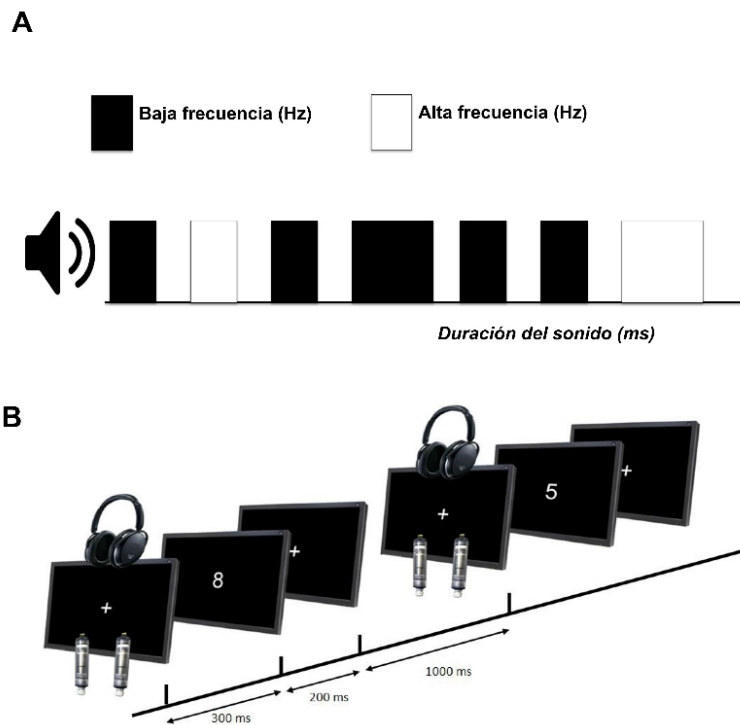 A
Baja frecuencia (Hz)
Alta frecuencia (Hz)
Duración del sonido (ms)
B
+
8
+
+
5
+
300 ms
200 ms
1000 ms